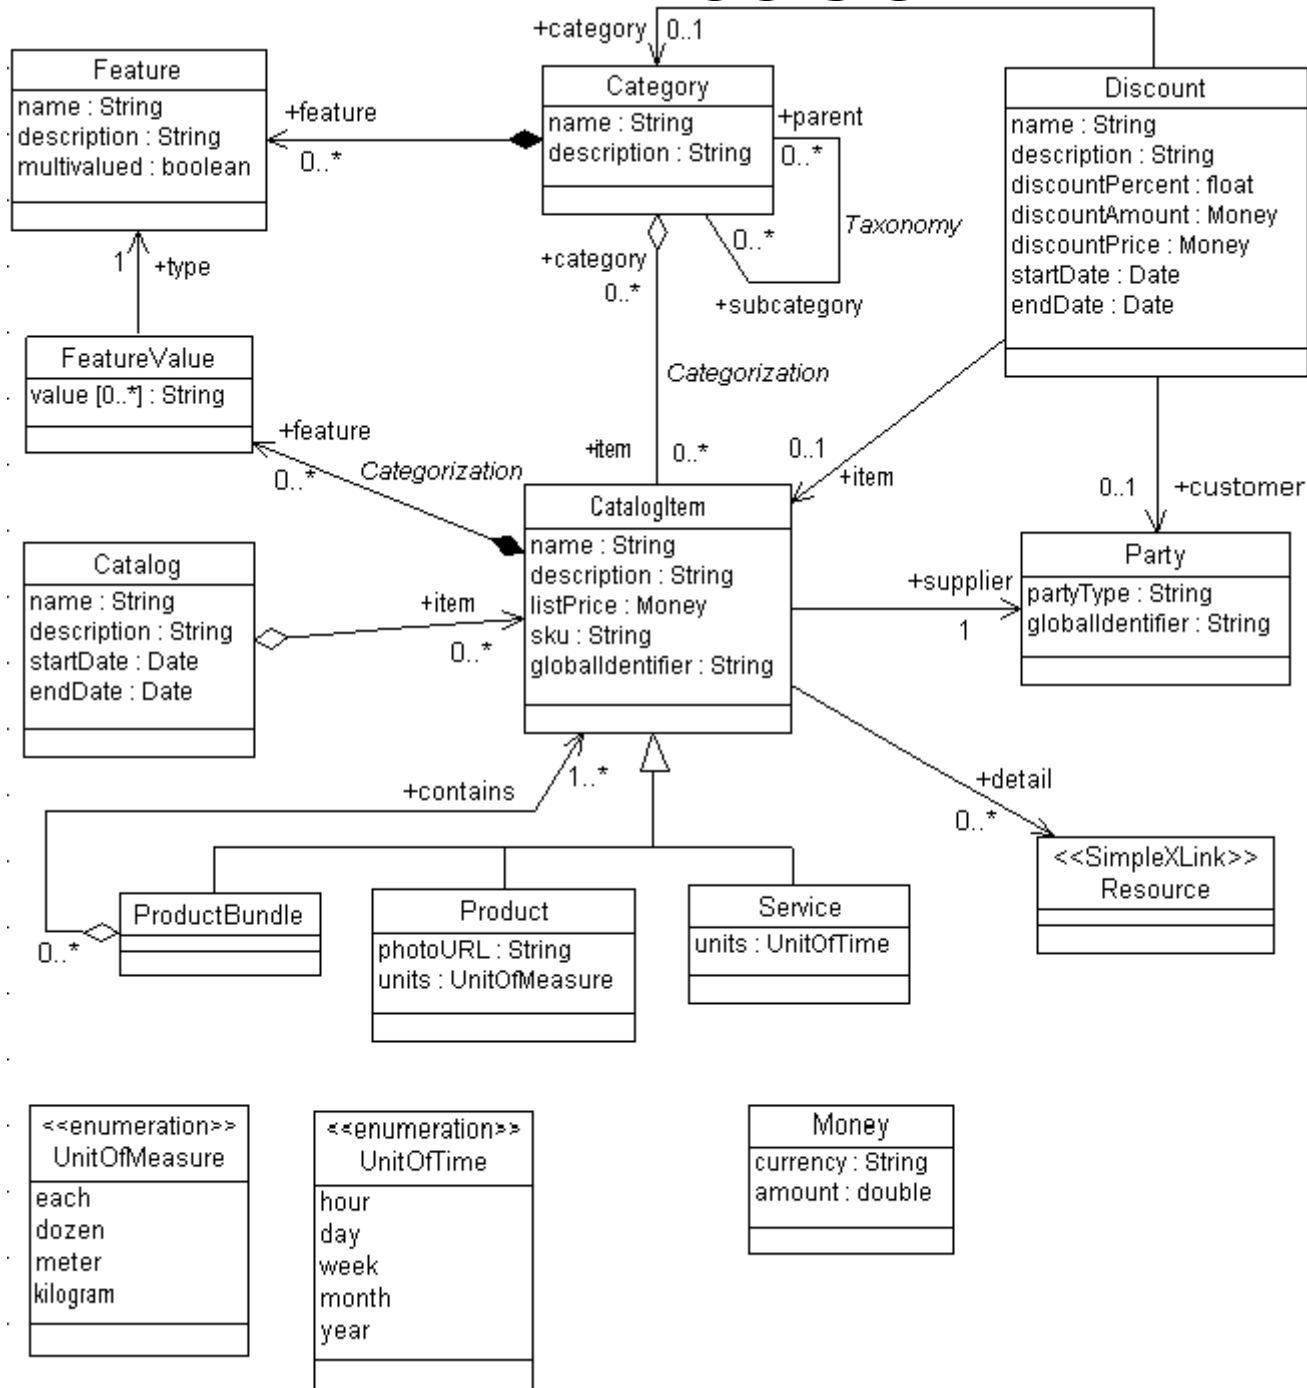 +category 0..1
Feature
name : String
description : String
multivalued : boolean
+feature
0..*
Category
name : String
description : String
+parent
0..*
Taxonomy
0..*
+subcategory
Discount
name : String
description : String
discountPercent : float
discountAmount : Money
discountPrice : Money
startDate : Date
endDate : Date
1 +type
+category
0..*
FeatureValue
value [0..*] : String
Categorization
+feature
0..*
Categorization
+item 0..*
0..1
+item
0..1 +customer
CatalogItem
name : String
description : String
listPrice : Money
sku : String
globalIdentifier : String
Catalog
name : String
description : String
startDate : Date
endDate : Date
+item
0..*
+supplier
1
Party
partyType : String
globalIdentifier : String
+contains
1..*
+detail
0..*
<<SimpleXLink>>
Resource
0..*
ProductBundle
Product
photoURL : String
units : UnitOfMeasure
Service
units : UnitOfTime
<<enumeration>>
UnitOfMeasure
each
dozen
meter
kilogram
<<enumeration>>
UnitOfTime
hour
day
week
month
year
Money
currency : String
amount : double